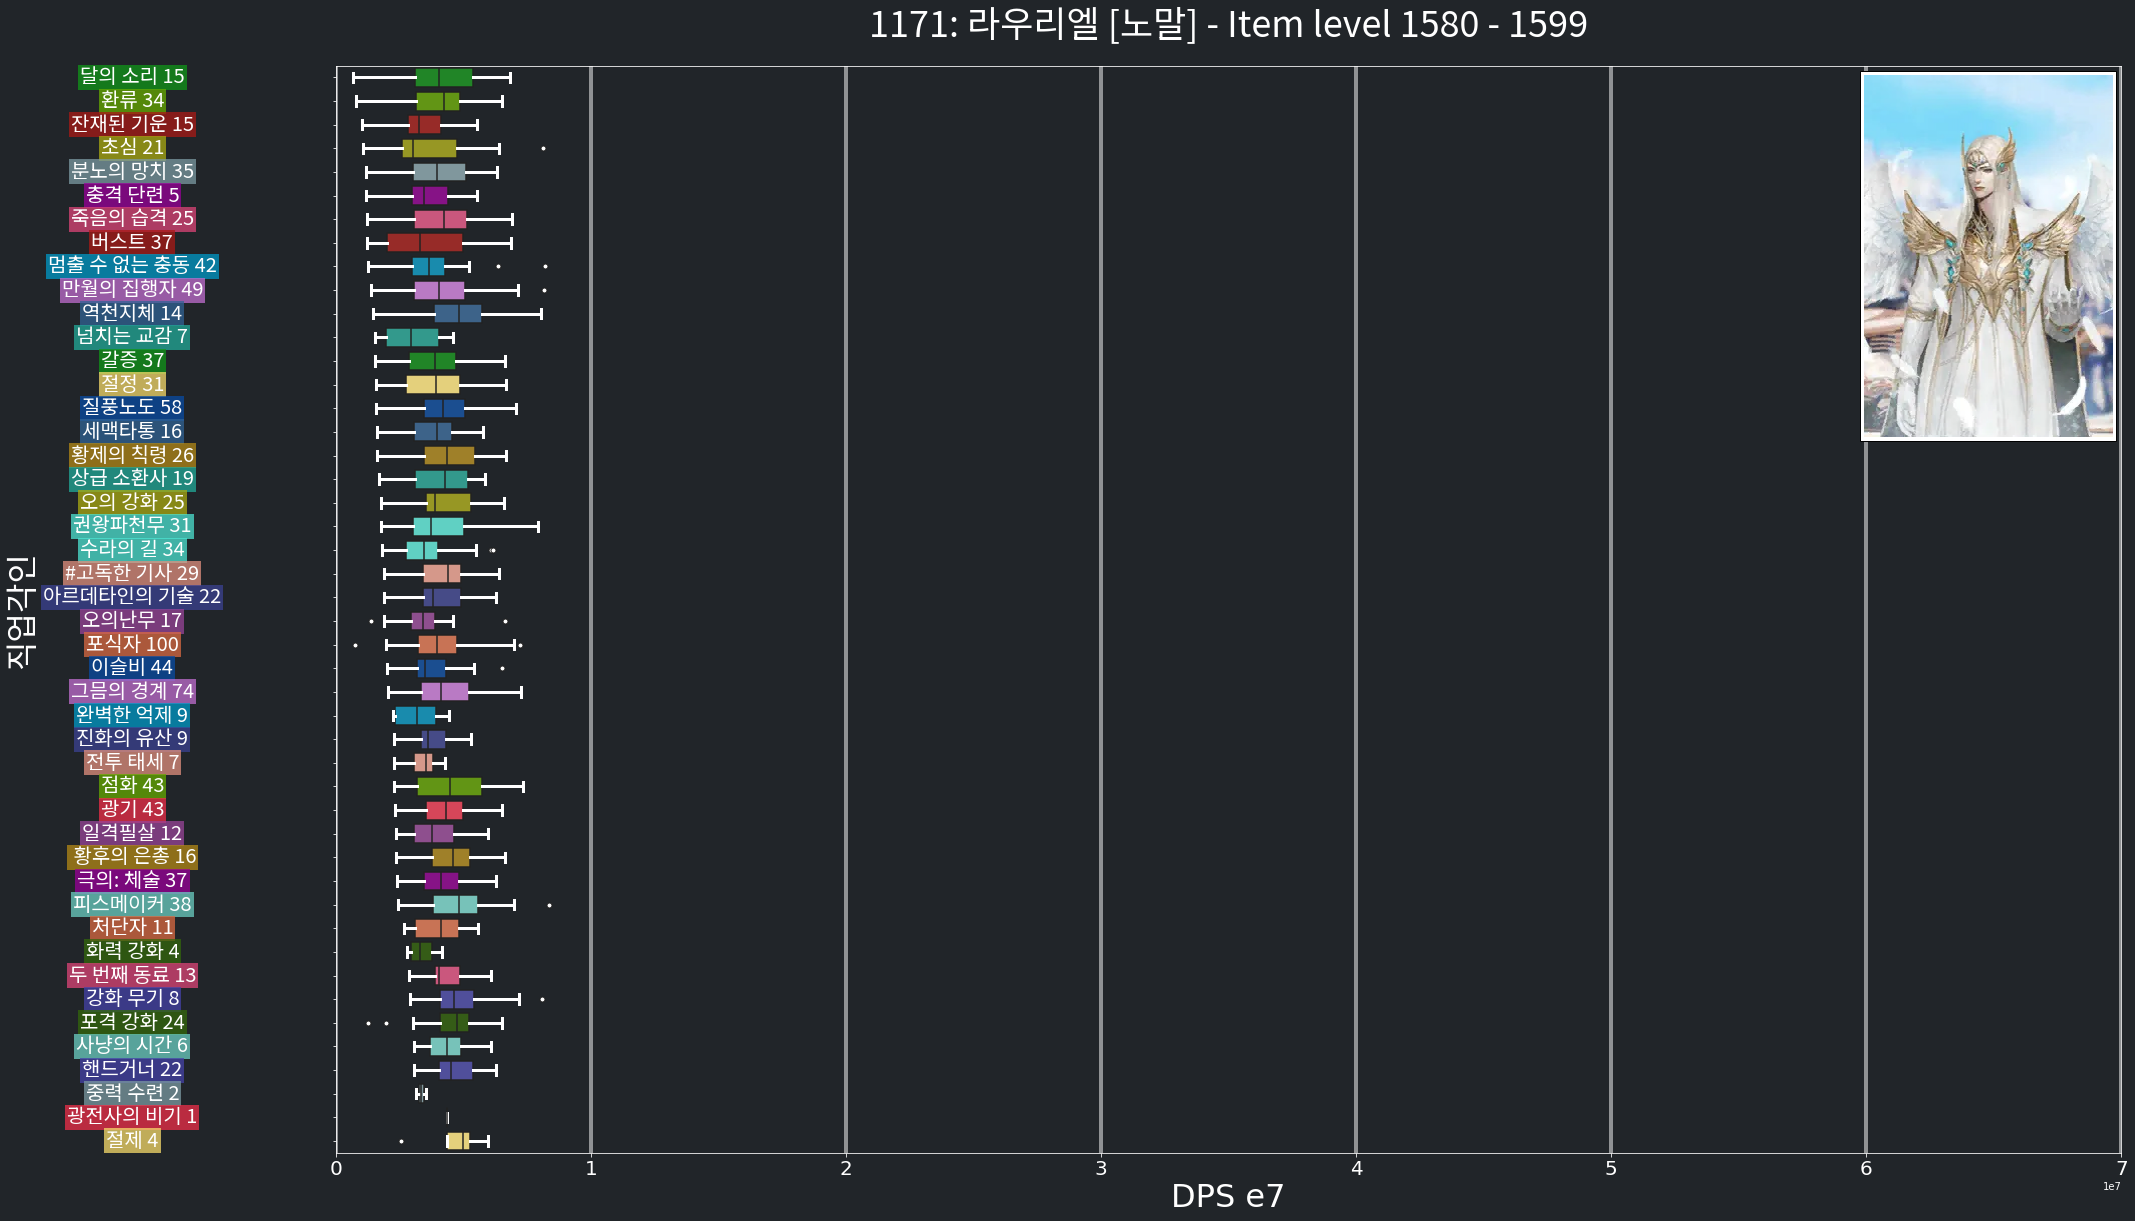 1171: 라우리엘 [노말] - Item level 1580 - 1599
달의 소리 15
환류 34
잔재된 기운 15
초심 21
분노의 망치 35
충격 단련 5
죽음의 습격 25
버스트 37
멈출 수 없는 충동 42
만월의 집행자 49
역천지체 14
넘치는 교감 7
갈증 37
절정 31
질풍노도 58
세맥타통 16
황제의 칙령 26
상급 소환사 19
오의 강화 25
권왕파천무 31
수라의 길 34
#고독한 기사 29
아르데타인의 기술 22
오의난무 17
포식자 100
이슬비 44
그믐의 경계 74
완벽한 억제 9
진화의 유산 9
전투 태세 7
점화 43
광기 43
일격필살 12
황후의 은총 16
극의: 체술 37
피스메이커 38
처단자 11
화력 강화 4
두 번째 동료 13
강화 무기 8
포격 강화 24
사냥의 시간 6
핸드거너 22
중력 수련 2
광전사의 비기 1
절제 4
직업각인
0 1 2 3 4 5 6 7
1e7
DPS e7